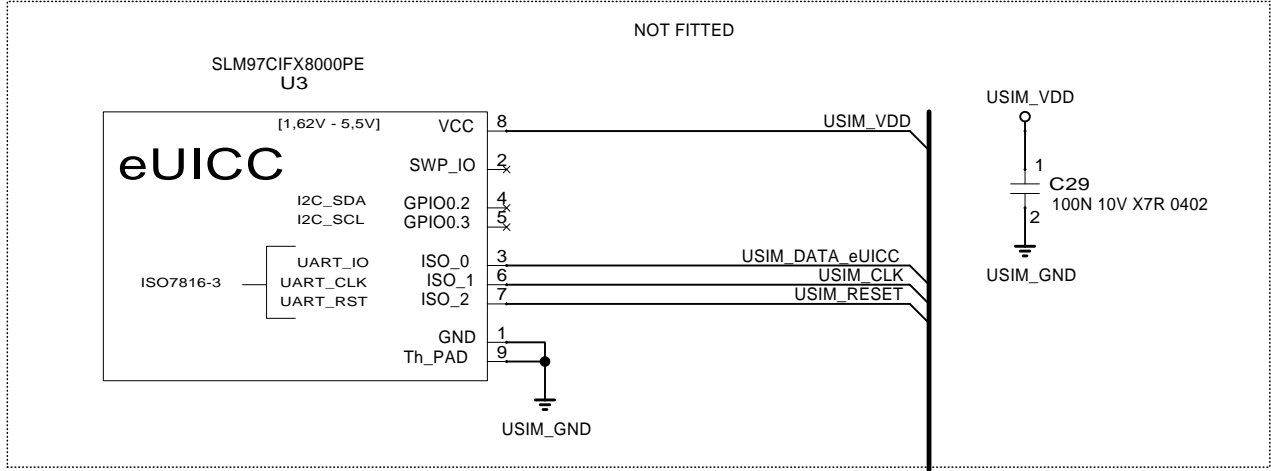 NOT FITTED
SLM97CIFX8000PE
U3
[1,62V - 5,5V]
VCC
8
USIM_VDD
eUICC
SWP_IO
2
I2C_SDA
GPIO0.2
4
I2C_SCL
GPIO0.3
5
ISO7816-3
UART_IO
ISO_0
3
USIM_DATA_eUICC
UART_CLK
ISO_1
6
USIM_CLK
UART_RST
ISO_2
7
USIM_RESET
GND
1
Th_PAD
9
USIM_GND
USIM_VDD
1
C29
100N 10V X7R 0402
2
USIM_GND